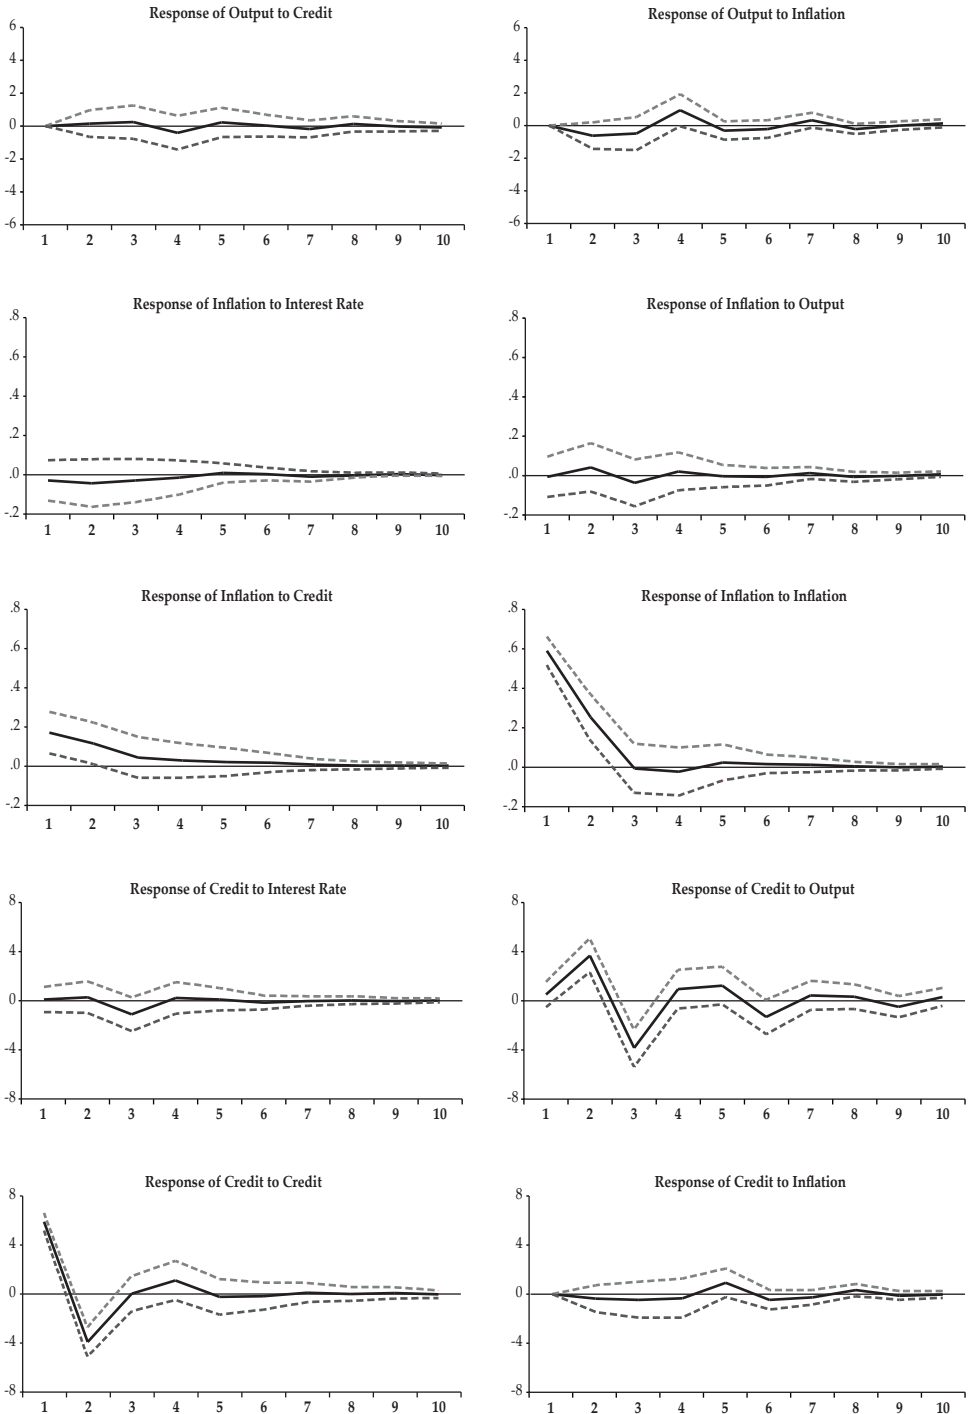 Response of Output to Credit
6
4
2
0
-2
-4
-6
1 2 3 4 5 6 7 8 9 10
Response of Output to Inflation
6
4
2
0
-2
-4
-6
1 2 3 4 5 6 7 8 9 10
Response of Inflation to Interest Rate
.8
.6
.4
.2
.0
-.2
1 2 3 4 5 6 7 8 9 10
Response of Inflation to Output
.8
.6
.4
.2
.0
-.2
1 2 3 4 5 6 7 8 9 10
Response of Inflation to Credit
.8
.6
.4
.2
.0
-.2
1 2 3 4 5 6 7 8 9 10
Response of Inflation to Inflation
.8
.6
.4
.2
.0
-.2
1 2 3 4 5 6 7 8 9 10
Response of Credit to Interest Rate
8
4
0
-4
-8
1 2 3 4 5 6 7 8 9 10
Response of Credit to Output
8
4
0
-4
-8
1 2 3 4 5 6 7 8 9 10
Response of Credit to Credit
8
4
0
-4
-8
1 2 3 4 5 6 7 8 9 10
Response of Credit to Inflation
8
4
0
-4
-8
1 2 3 4 5 6 7 8 9 10